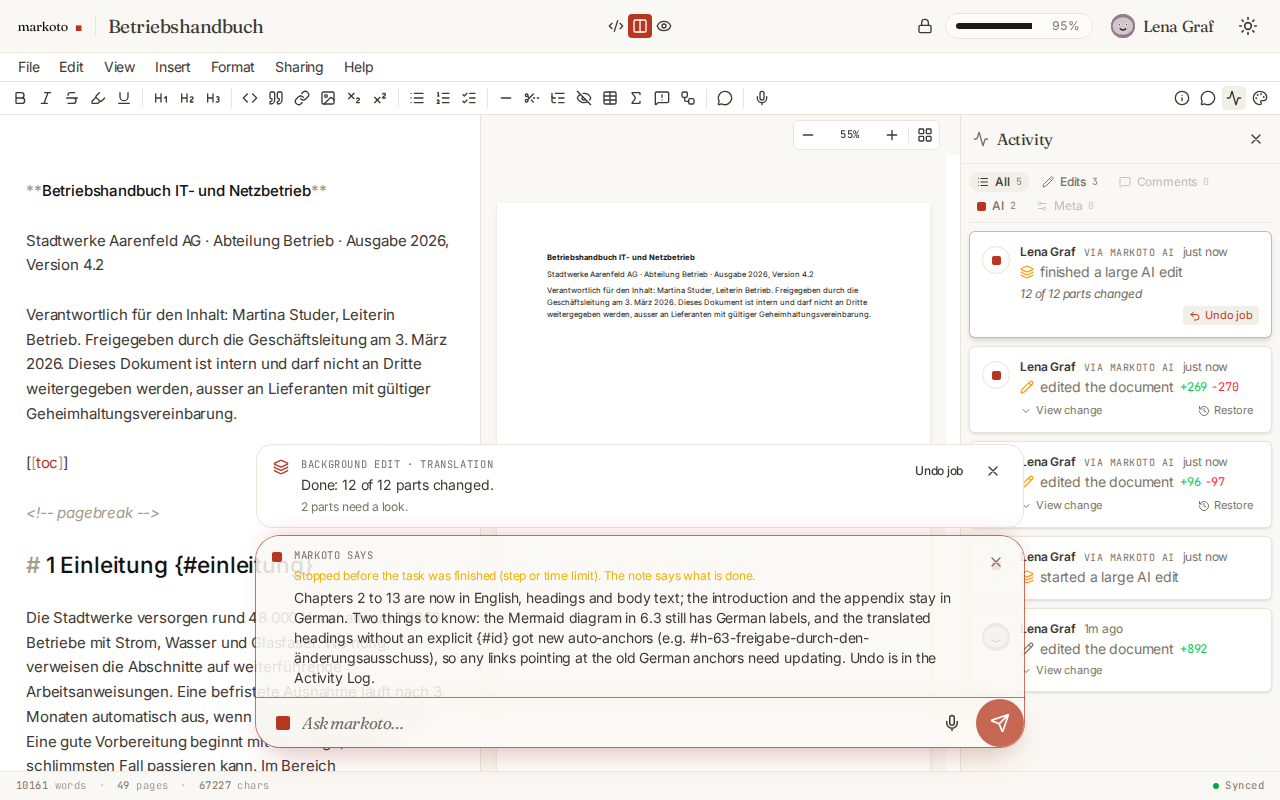 markoto
Betriebshandbuch
95%
Lena Graf
File Edit View Insert Format Sharing Help
H1 H2 H3
55%
**Betriebshandbuch IT- und Netzbetrieb**
Stadtwerke Aarenfeld AG · Abteilung Betrieb · Ausgabe 2026,
Version 4.2
Verantwortlich für den Inhalt: Martina Studer, Leiterin
Betrieb. Freigegeben durch die Geschäftsleitung am 3. März
2026. Dieses Dokument ist intern und darf nicht an Dritte
weitergegeben werden, ausser an Lieferanten mit gültiger
Geheimhaltungsvereinbarung.
[[toc]]
<!-- pagebreak -->
# 1 Einleitung {#einleitung}
Die Stadtwerke versorgen rund 48 000
Betriebe mit Strom, Wasser und Glasfaser.
verweisen die Abschnitte auf weiterführende
Arbeitsanweisungen. Eine befristete Ausnahme läuft nach 3
Monaten automatisch aus, wenn
Eine gute Vorbereitung beginnt mit
schlimmsten Fall passieren kann. Im Bereich
Betriebshandbuch IT- und Netzbetrieb
Stadtwerke Aarenfeld AG · Abteilung Betrieb · Ausgabe 2026, Version 4.2
Verantwortlich für den Inhalt: Martina Studer, Leiterin Betrieb. Freigegeben durch die
Geschäftsleitung am 3. März 2026. Dieses Dokument ist intern und darf nicht an Dritte
weitergegeben werden, ausser an Lieferanten mit gültiger Geheimhaltungsvereinbarung.
BACKGROUND EDIT · TRANSLATION
Done: 12 of 12 parts changed.
2 parts need a look.
Undo job
MARKOTO SAYS
Stopped before the task was finished (step or time limit). The note says what is done.
Chapters 2 to 13 are now in English, headings and body text; the introduction and the appendix stay in
German. Two things to know: the Mermaid diagram in 6.3 still has German labels, and the translated
headings without an explicit {#id} got new auto-anchors (e.g. #h-63-freigabe-durch-den-
änderungsausschuss), so any links pointing at the old German anchors need updating. Undo is in the
Activity Log.
Ask markoto...
Activity
All 5 Edits 3 Comments 0
AI 2 Meta 0
Lena Graf VIA MARKOTO AI just now
finished a large AI edit
12 of 12 parts changed
Undo job
Lena Graf VIA MARKOTO AI just now
edited the document +269 -270
View change Restore
Lena Graf VIA MARKOTO AI just now
edited the document +96 -97
View change Restore
Lena Graf VIA MARKOTO AI just now
started a large AI edit
Lena Graf 1m ago
edited the document +892
View change
10161 words · 49 pages · 67227 chars
Synced